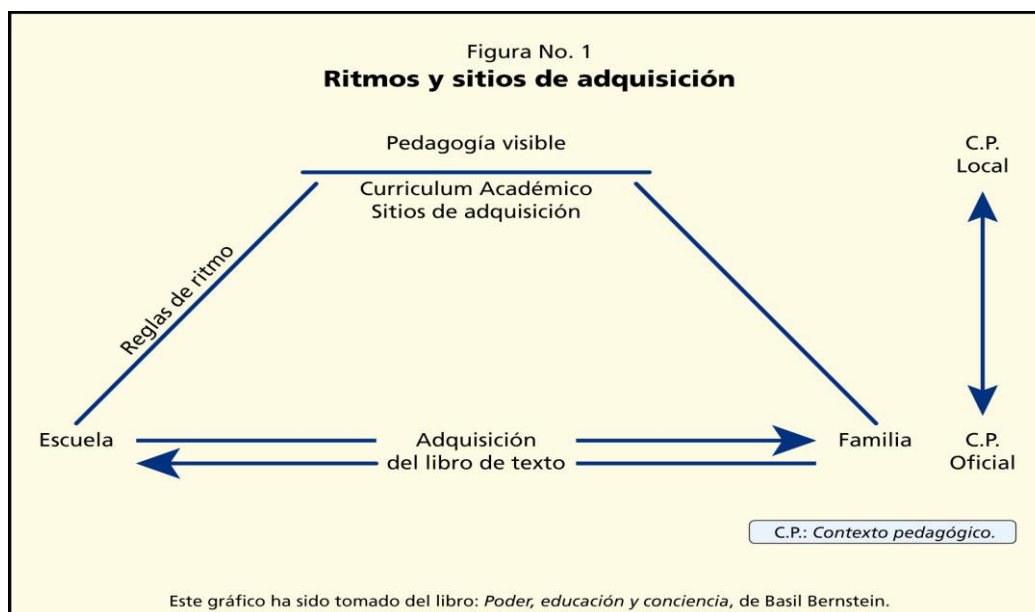 Figura No. 1
Ritmos y sitios de adquisición
Pedagogía visible
Curriculum Académico
Sitios de adquisición
C.P.
Local
Reglas de ritmo
Escuela
Adquisición
del libro de texto
Familia
C.P.
Oficial
C.P.: Contexto pedagógico.
Este gráfico ha sido tomado del libro: Poder, educación y conciencia, de Basil Bernstein.